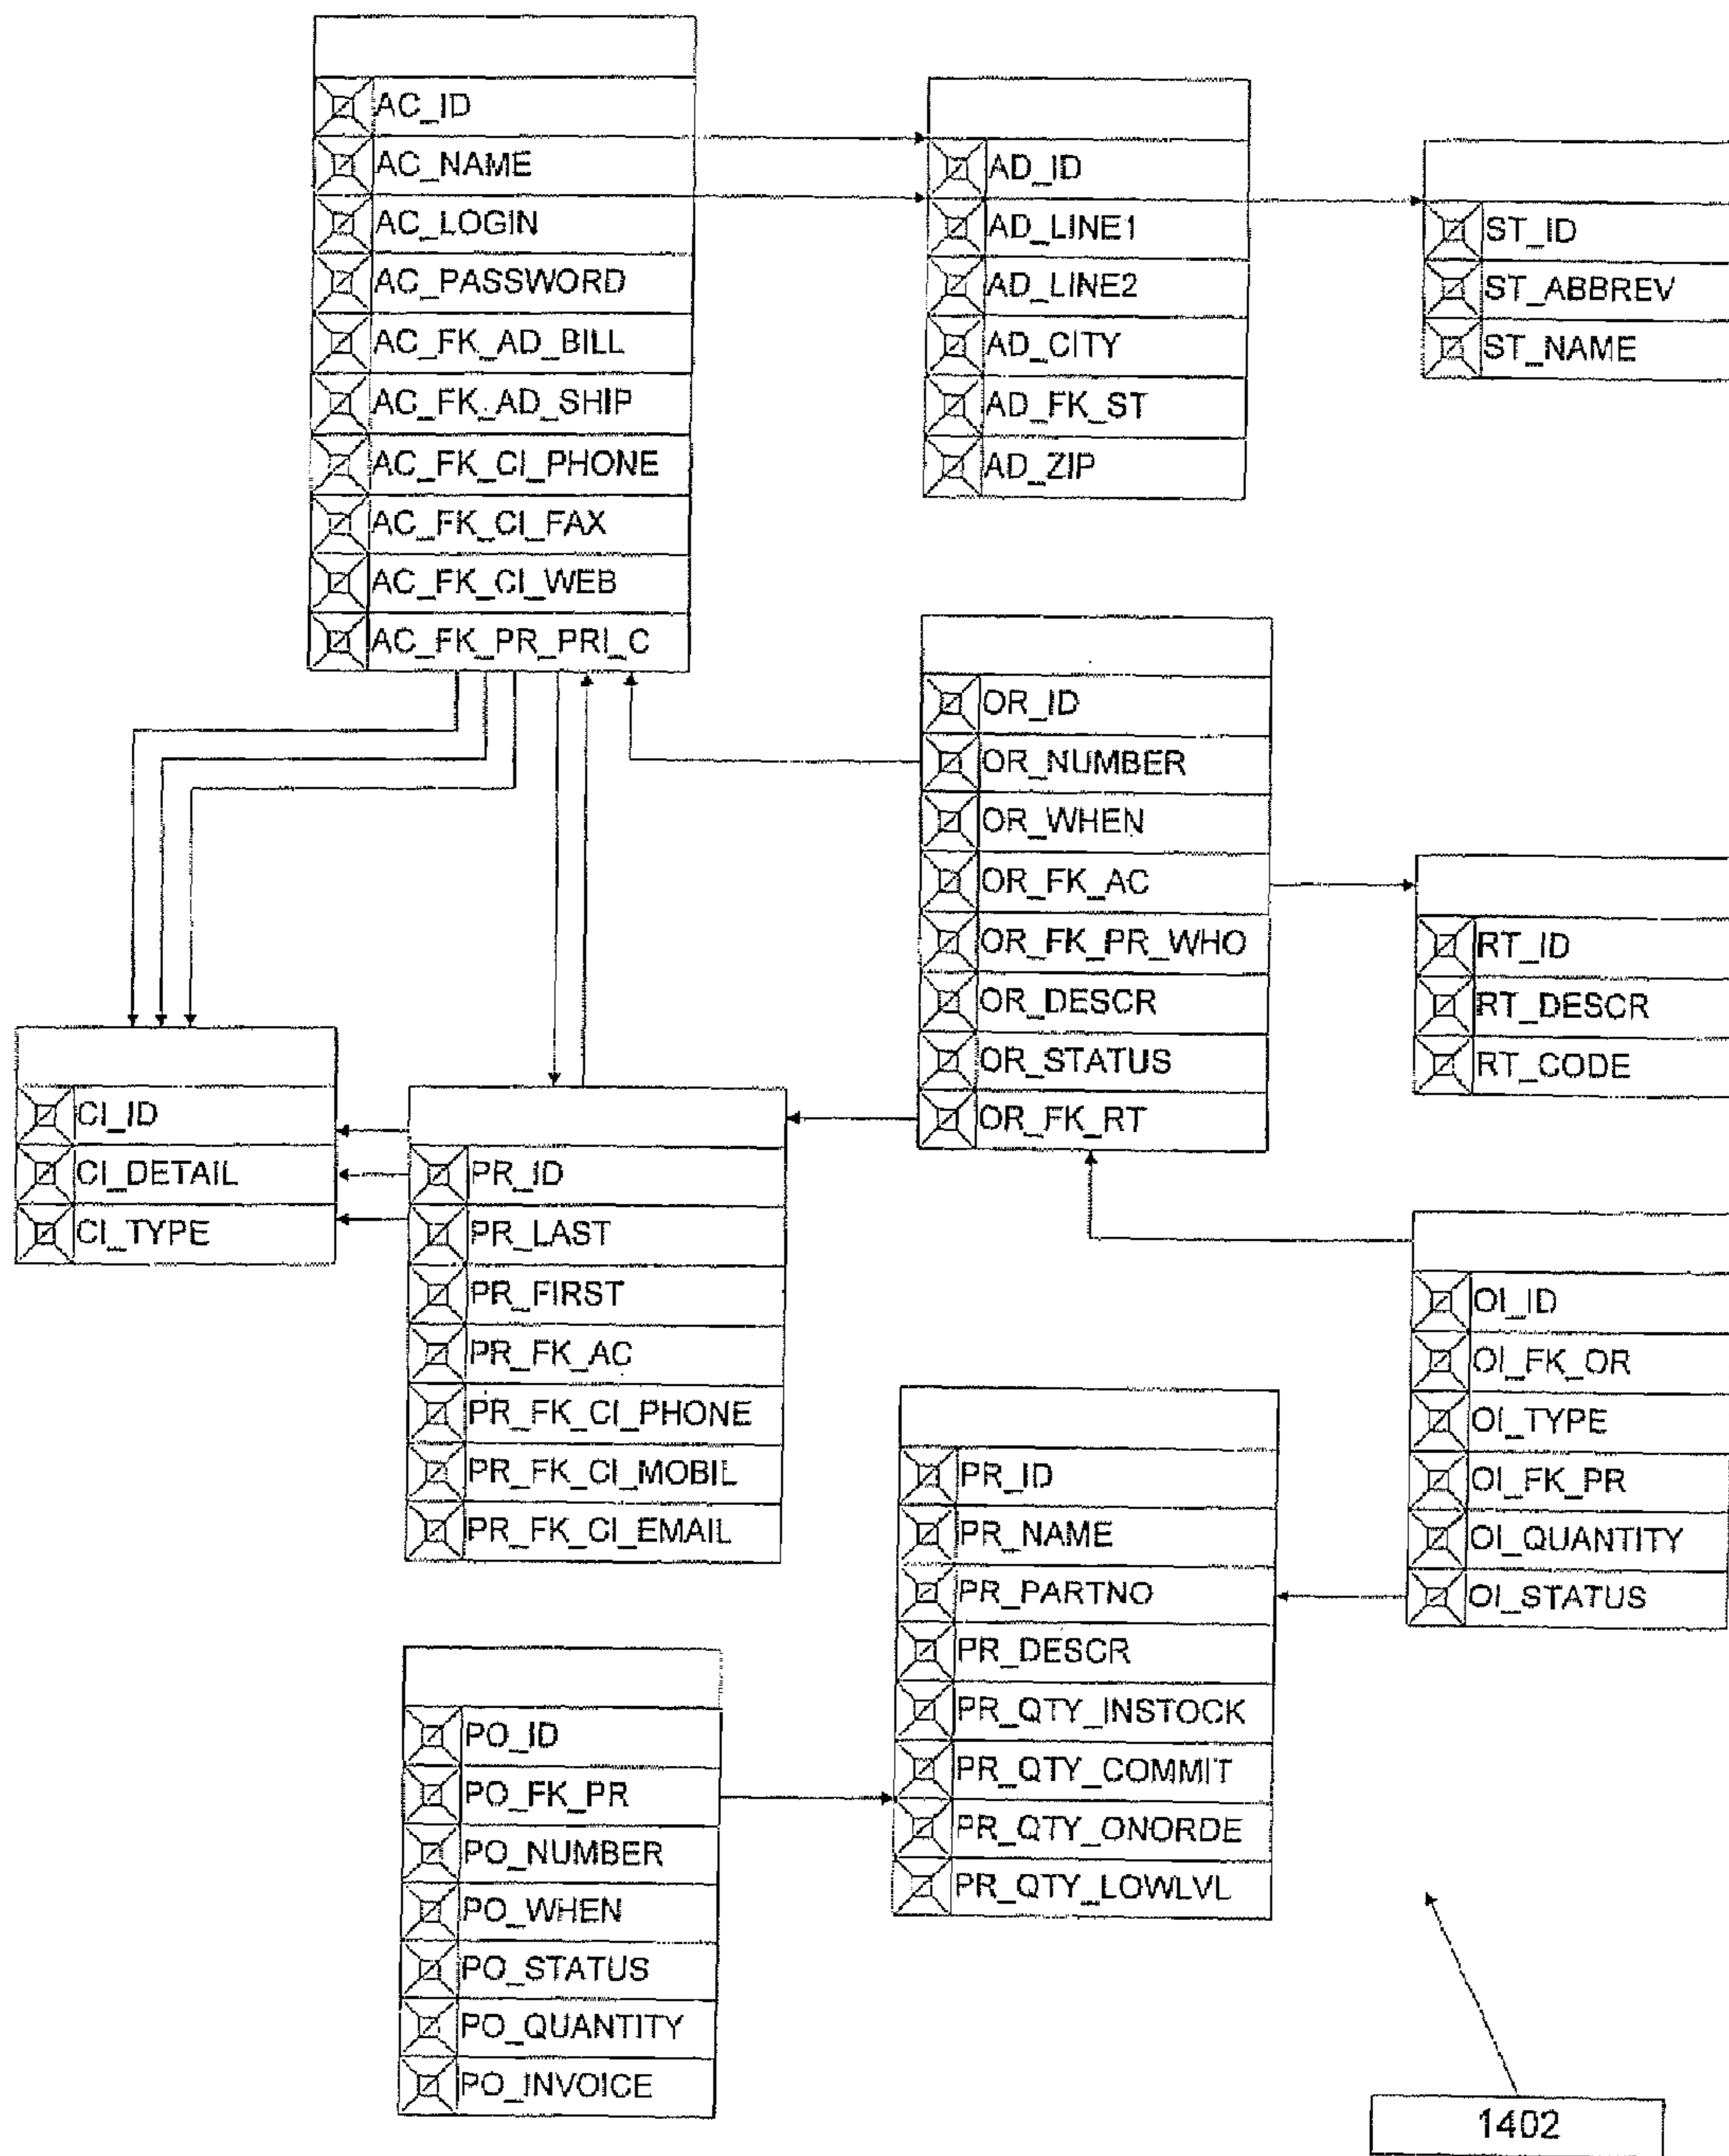 AC_ID
AC_NAME
AC_LOGIN
AC_PASSWORD
AC_FK_AD_BILL
AC_FK_AD_SHIP
AC_FK_CI_PHONE
AC_FK_CI_FAX
AC_FK_CI_WEB
AC_FK_PR_PRI_C
AD_ID
AD_LINE1
AD_LINE2
AD_CITY
AD_FK_ST
AD_ZIP
ST_ID
ST_ABBREV
ST_NAME
OR_ID
OR_NUMBER
OR_WHEN
OR_FK_AC
OR_FK_PR_WHO
OR_DESCR
OR_STATUS
OR_FK_RT
RT_ID
RT_DESCR
RT_CODE
CI_ID
CI_DETAIL
CI_TYPE
PR_ID
PR_LAST
PR_FIRST
PR_FK_AC
PR_FK_CI_PHONE
PR_FK_CI_MOBIL
PR_FK_CI_EMAIL
OI_ID
OI_FK_OR
OI_TYPE
OI_FK_PR
OI_QUANTITY
OI_STATUS
PR_ID
PR_NAME
PR_PARTNO
PR_DESCR
PR_QTY_INSTOCK
PR_QTY_COMMIT
PR_QTY_ONORDE
PR_QTY_LOWLVL
PO_ID
PO_FK_PR
PO_NUMBER
PO_WHEN
PO_STATUS
PO_QUANTITY
PO_INVOICE
1402